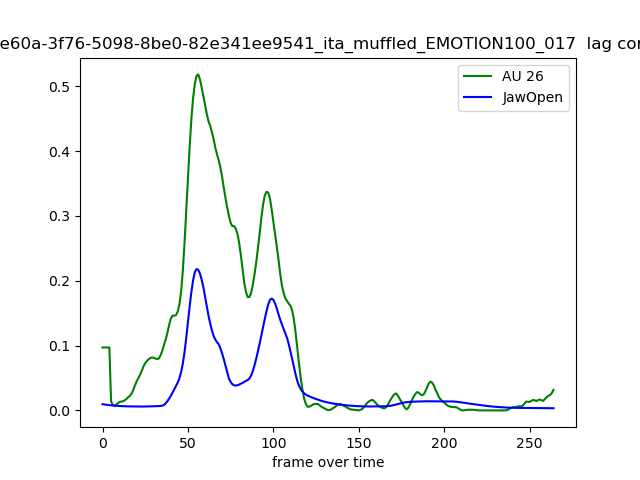 e60a-3f76-5098-8be0-82e341ee9541_ita_muffled_EMOTION100_017 lag cor
AU 26
JawOpen
0.5
0.4
0.3
0.2
0.1
0.0
0 50 100 150 200 250
frame over time